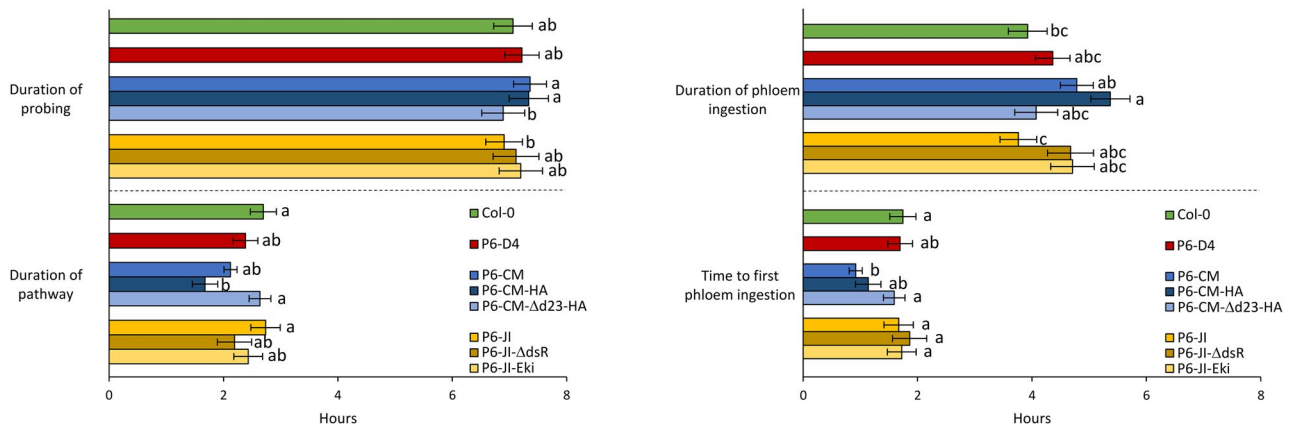 Duration of
probing
ab
ab
a
a
b
b
ab
ab
Duration of
pathway
a
ab
ab
b
a
a
ab
ab
Col-0
P6-D4
P6-CM
P6-CM-HA
P6-CM-Δd23-HA
P6-JI
P6-JI-ΔdsR
P6-JI-Eki
0 2 4 6 8
Hours
Duration of phloem
ingestion
bc
abc
ab
a
abc
c
abc
abc
Time to first
phloem ingestion
a
ab
b
ab
a
a
a
a
Col-0
P6-D4
P6-CM
P6-CM-HA
P6-CM-Δd23-HA
P6-JI
P6-JI-ΔdsR
P6-JI-Eki
0 2 4 6 8
Hours